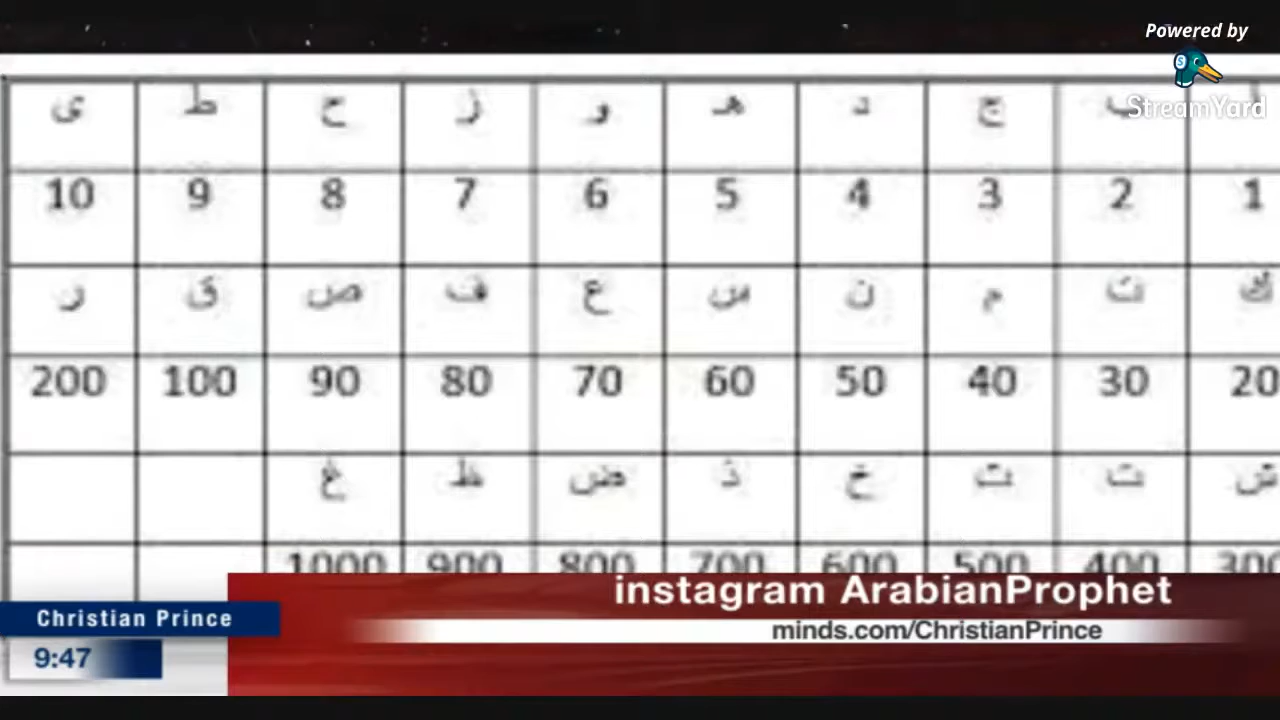 Powered by
StreamYard
ا ب ج د هـ و ز ح ط ى
1 2 3 4 5 6 7 8 9 10
ك ت م ن س ع ف ص ق ر
20 30 40 50 60 70 80 90 100 200
ش ت ث خ ذ ض ظ غ
300 400 500 600 700 800 900 1000
instagram ArabianProphet
Christian Prince
minds.com/ChristianPrince
9:47